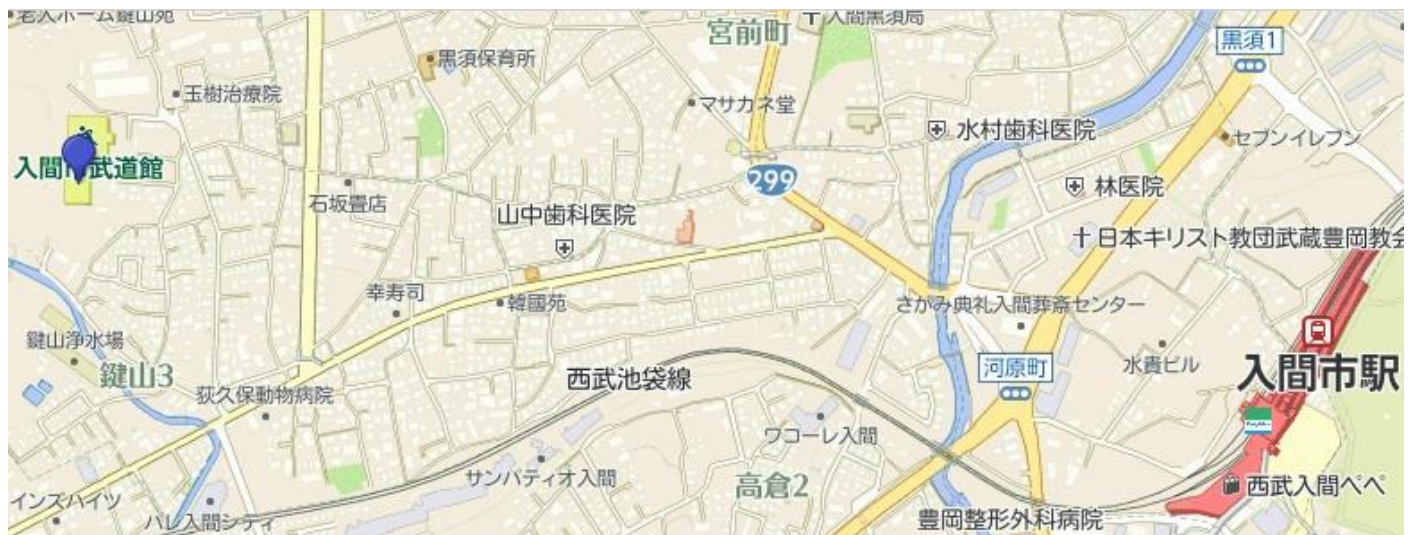 老人ホーム鍵山苑
入間黒須局
宮前町
黒須1
黒須保育所
玉樹治療院
マサカネ堂
水村歯科医院
セブンイレブン
入間市武道館
299
林医院
石坂畳店
山中歯科医院
日本キリスト教団武蔵豊岡教会
幸寿司
韓國苑
さがみ典礼入間葬斎センター
鍵山浄水場
鍵山3
西武池袋線
河原町
水貴ビル
入間市駅
荻久保動物病院
ワコーレ入間
サンパティオ入間
高倉2
西武入間ペペ
インズハイツ
パレ入間シティ
豊岡整形外科病院